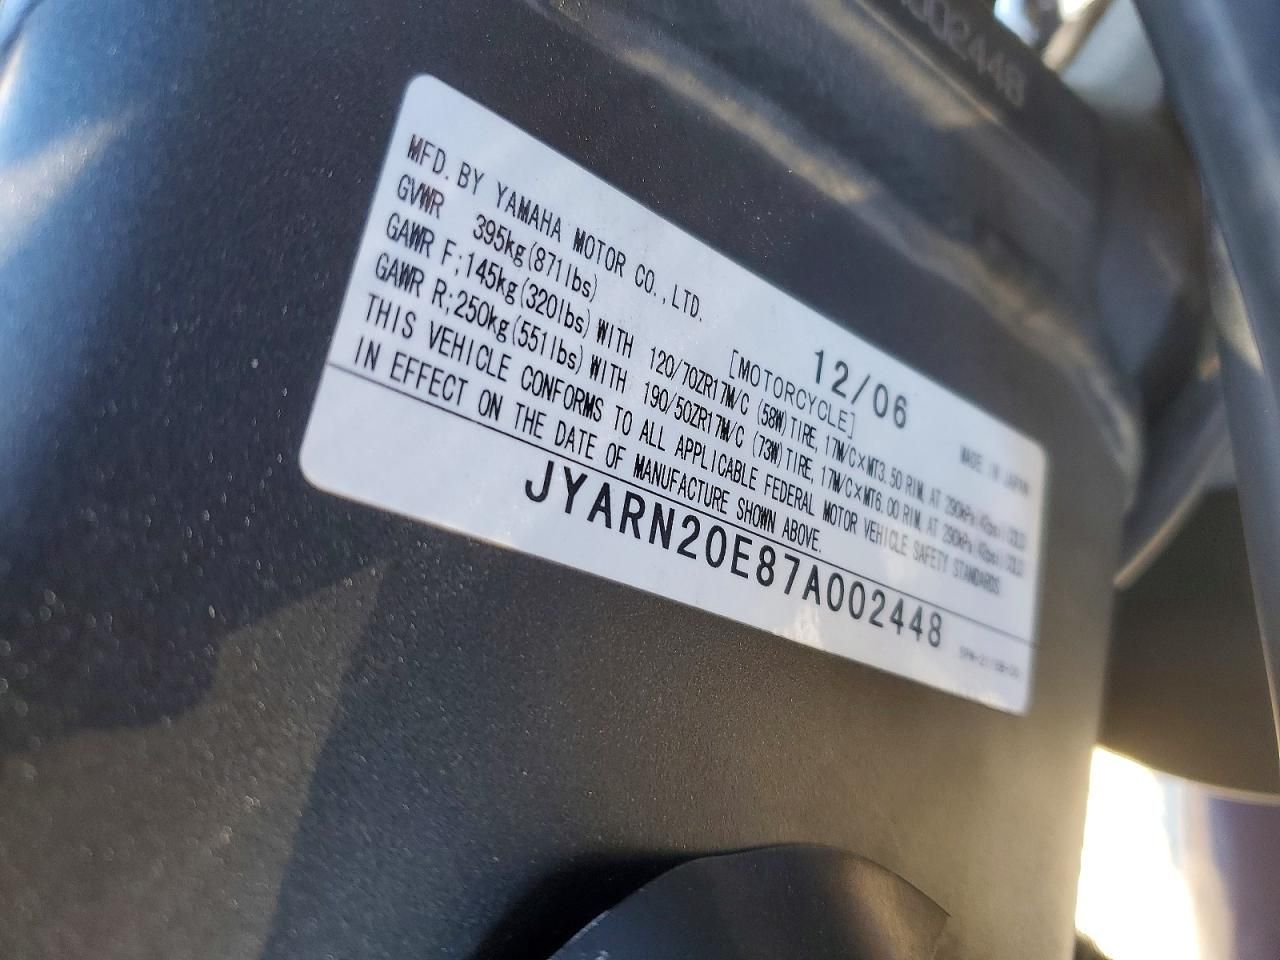 002448
12/06
MFD. BY YAMAHA MOTOR CO., LTD.
GVWR 395kg(871lbs) [MOTORCYCLE] MADE IN JAPAN
GAWR F;145kg(320lbs) WITH 120/70ZR17M/C (58W) TIRE, 17M/C×MT3.50 RIM, AT 290kPa COLD
GAWR R;250kg(551lbs) WITH 190/50ZR17M/C (73W) TIRE, 17M/C×MT6.00 RIM, AT 290kPa COLD
THIS VEHICLE CONFORMS TO ALL APPLICABLE FEDERAL MOTOR VEHICLE SAFETY STANDARDS
IN EFFECT ON THE DATE OF MANUFACTURE SHOWN ABOVE.
JYARN20E87A002448